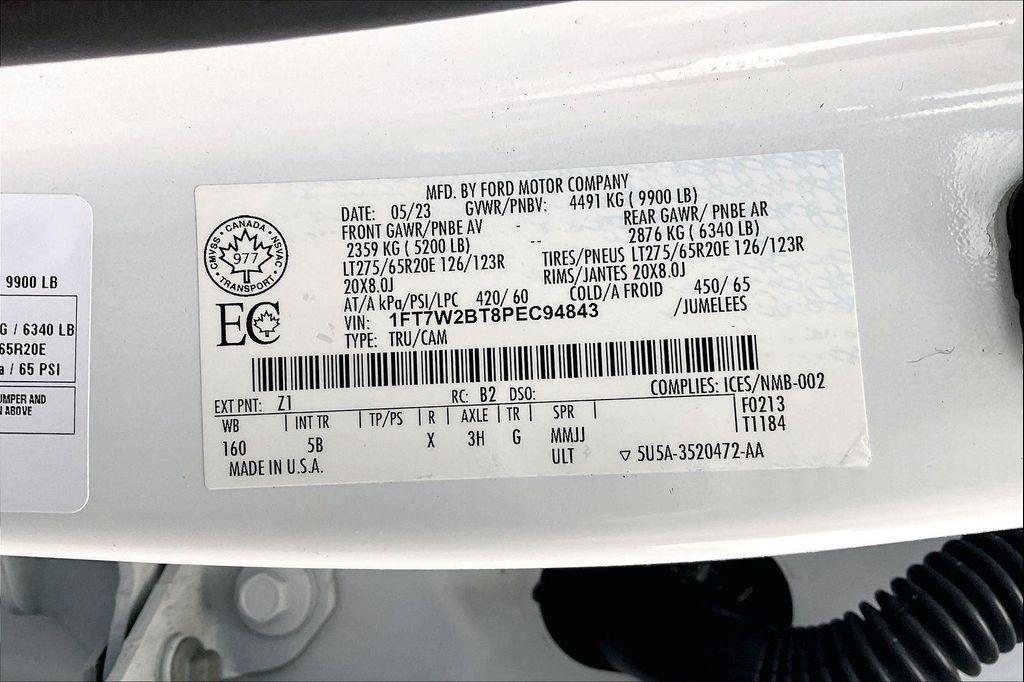 MFD. BY FORD MOTOR COMPANY
DATE: 05/23 GVWR/PNBV: 4491 KG ( 9900 LB)
FRONT GAWR/PNBE AV - REAR GAWR/ PNBE AR
2359 KG ( 5200 LB) -- 2876 KG ( 6340 LB)
LT275/65R20E 126/123R TIRES/PNEUS LT275/65R20E 126/123R
20X8.0J RIMS/JANTES 20X8.0J
AT/A kPa/PSI/LPC 420/ 60 COLD/A FROID 450/ 65
VIN: 1FT7W2BT8PEC94843 /JUMELEES
TYPE: TRU/CAM
CMVSS · CANADA · NSVAC · TRANSPORT ·
977
EC
COMPLIES: ICES/NMB-002
EXT PNT: Z1 RC: B2 DSO:
WB | INT TR | TP/PS | R | AXLE | TR | SPR | F0213
160 5B X 3H G MMJJ T1184
ULT ▽ 5U5A-3520472-AA
MADE IN U.S.A.
9900 LB
G / 6340 LB
65R20E
a / 65 PSI
UMPER AND
N ABOVE